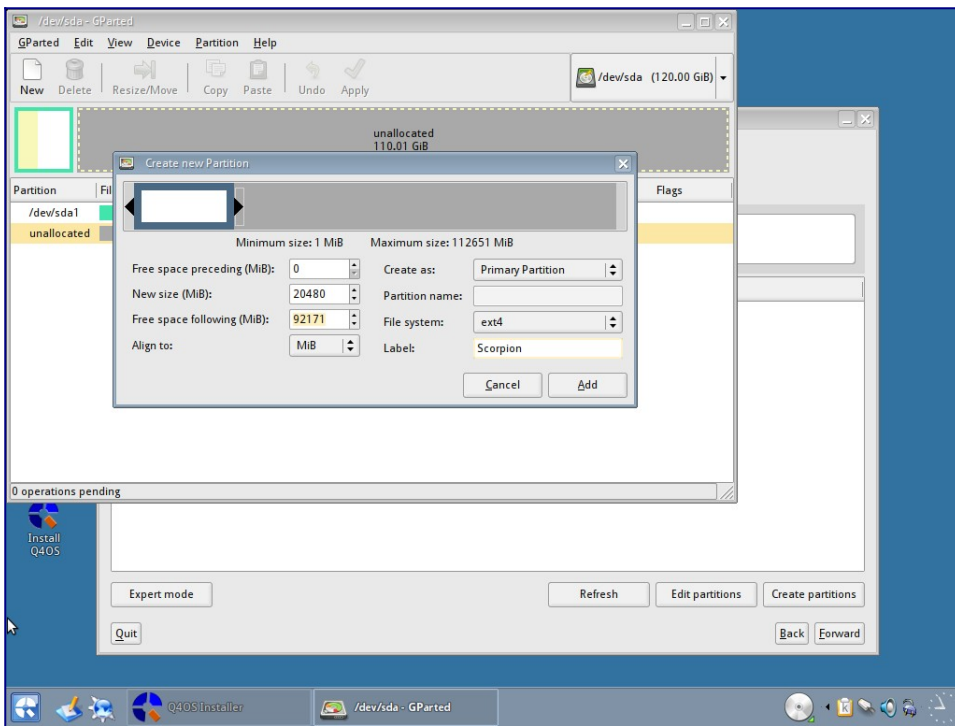 /dev/sda - GParted
GParted Edit View Device Partition Help
New Delete Resize/Move Copy Paste Undo Apply
/dev/sda (120.00 GiB)
unallocated
110.01 GiB
Create new Partition
Partition Fil Flags
/dev/sda1
unallocated
Minimum size: 1 MiB Maximum size: 112651 MiB
Free space preceding (MiB): 0 Create as: Primary Partition
New size (MiB): 20480 Partition name:
Free space following (MiB): 92171 File system: ext4
Align to: MiB Label: Scorpion
Cancel Add
0 operations pending
Install
Q4OS
Expert mode Refresh Edit partitions Create partitions
Quit Back Forward
Q4OS Installer /dev/sda - GParted